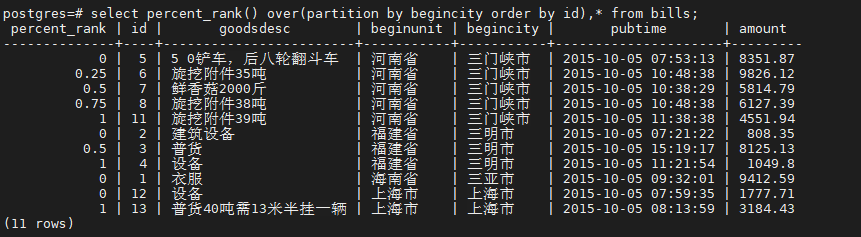 postgres=# select percent_rank() over(partition by begincity order by id),* from bills;
percent_rank | id | goodsdesc | beginunit | begincity | pubtime | amount
--------------+----+----------------------+-----------+-----------+---------------------+---------
0 | 5 | 5 0铲车，后八轮翻斗车 | 河南省 | 三门峡市 | 2015-10-05 07:53:13 | 8351.87
0.25 | 6 | 旋挖附件35吨 | 河南省 | 三门峡市 | 2015-10-05 10:48:38 | 9826.12
0.5 | 7 | 鲜香菇2000斤 | 河南省 | 三门峡市 | 2015-10-05 10:38:29 | 5814.79
0.75 | 8 | 旋挖附件38吨 | 河南省 | 三门峡市 | 2015-10-05 10:48:38 | 6127.39
1 | 11 | 旋挖附件39吨 | 河南省 | 三门峡市 | 2015-10-05 11:38:38 | 4551.94
0 | 2 | 建筑设备 | 福建省 | 三明市 | 2015-10-05 07:21:22 | 808.35
0.5 | 3 | 普货 | 福建省 | 三明市 | 2015-10-05 15:19:17 | 8125.13
1 | 4 | 设备 | 福建省 | 三明市 | 2015-10-05 11:21:54 | 1049.8
0 | 1 | 衣服 | 海南省 | 三亚市 | 2015-10-05 09:32:01 | 9412.59
0 | 12 | 设备 | 上海市 | 上海市 | 2015-10-05 07:59:35 | 1777.71
1 | 13 | 普货40吨需13米半挂一辆 | 上海市 | 上海市 | 2015-10-05 08:13:59 | 3184.43
(11 rows)